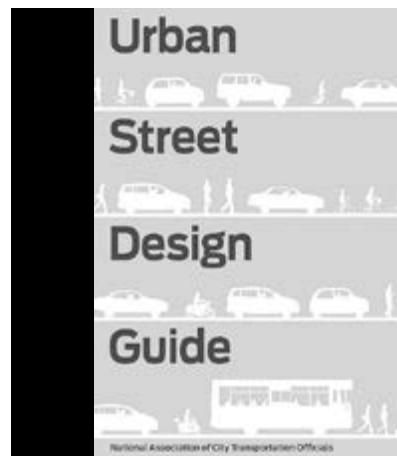 Urban
Street
Design
Guide
National Association of City Transportation Officials